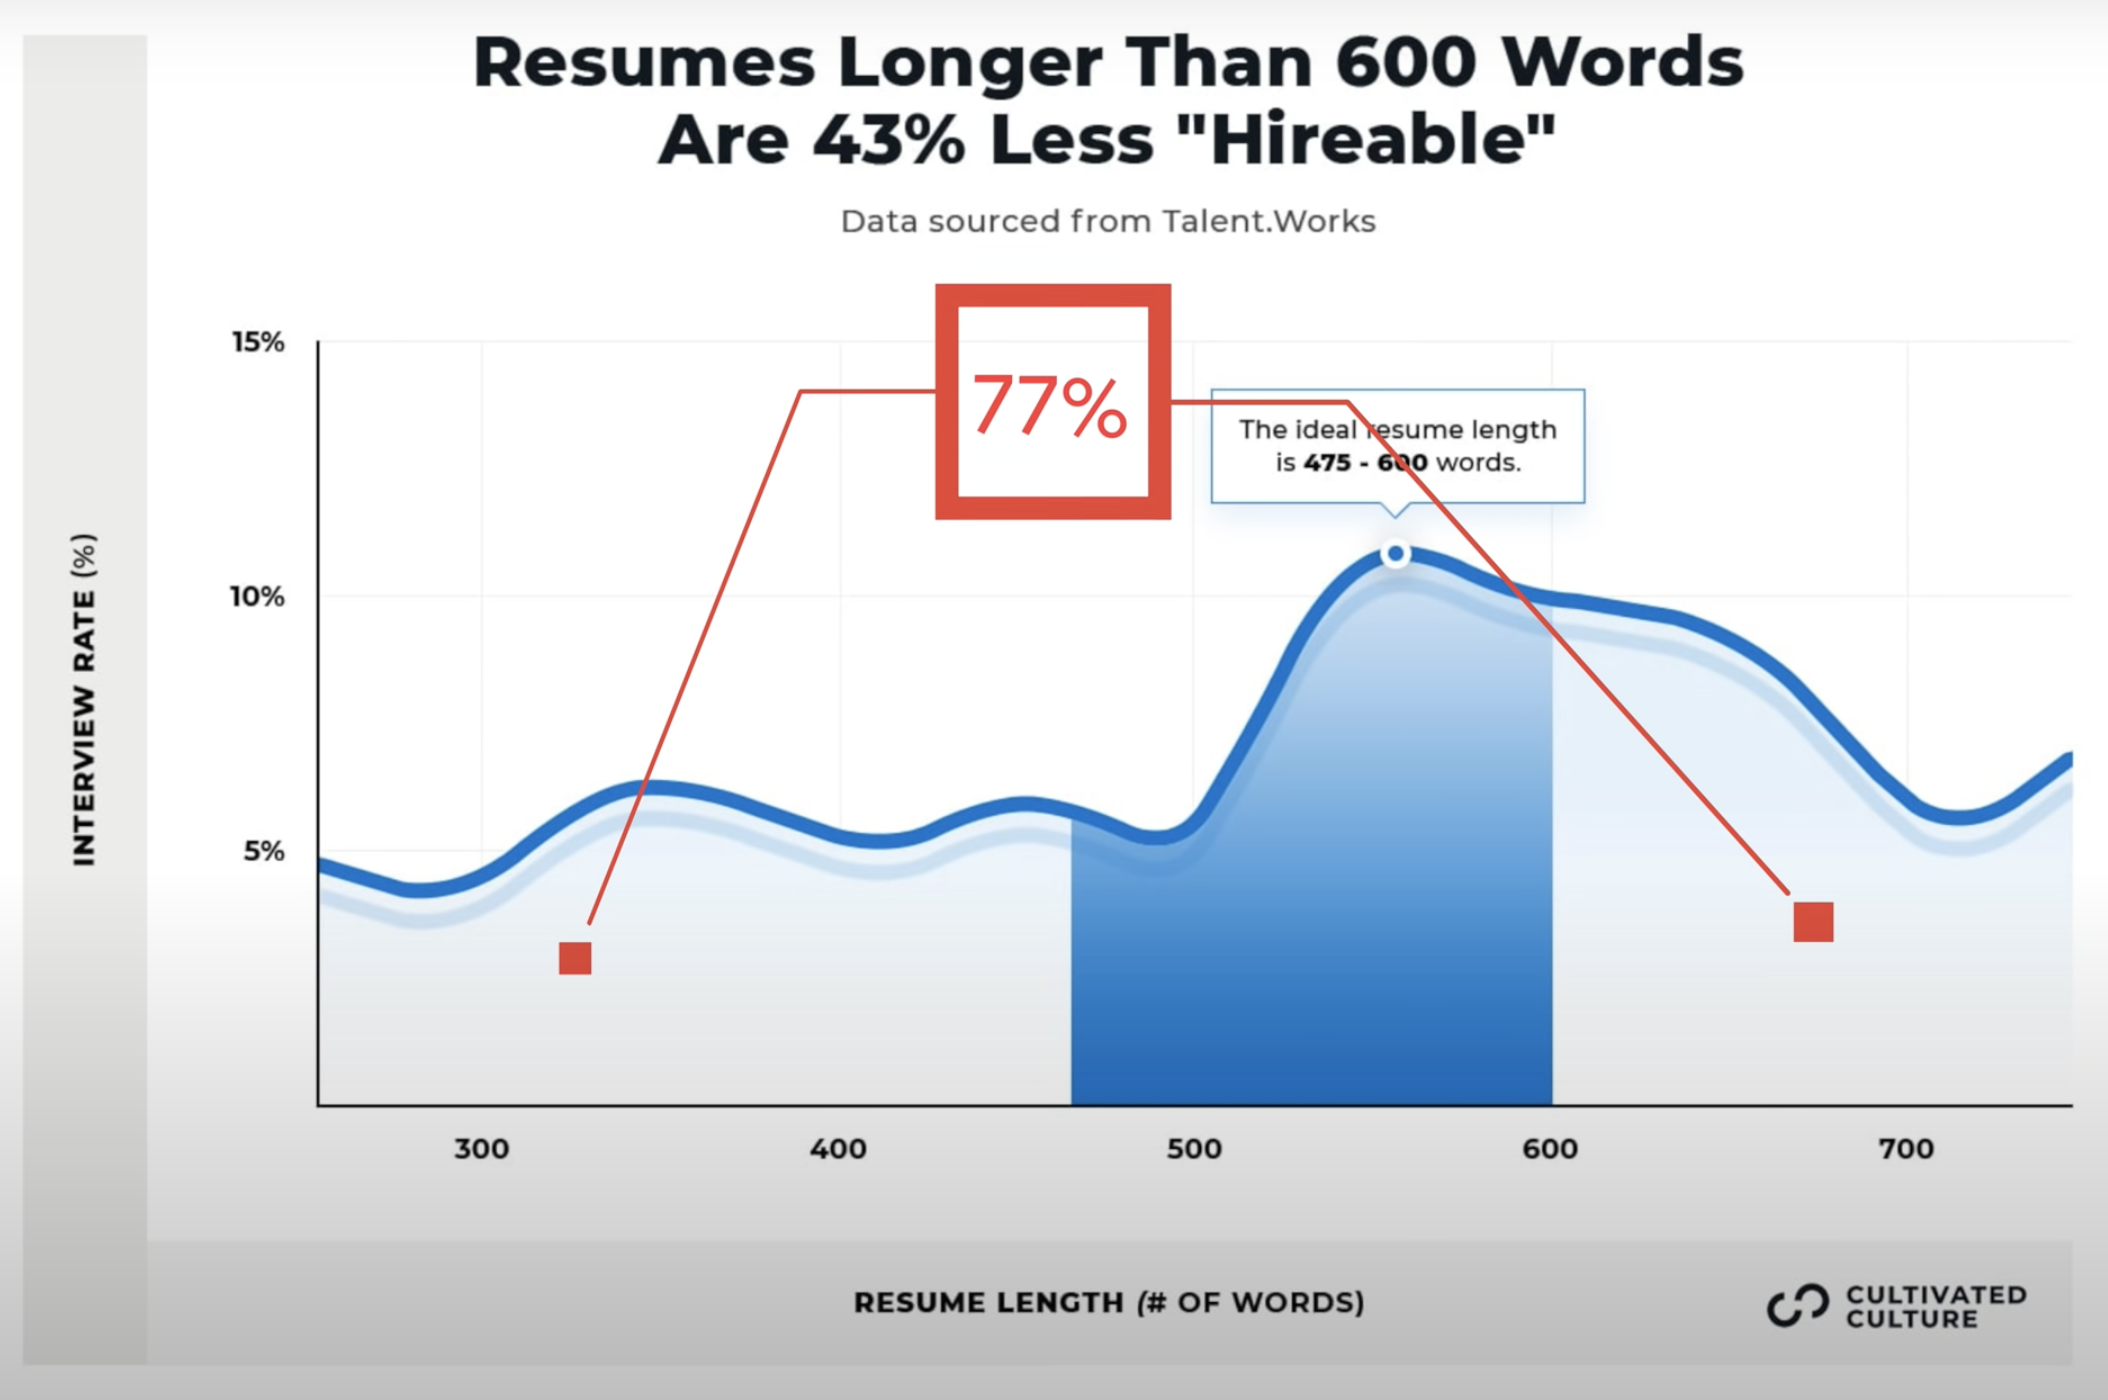 Resumes Longer Than 600 Words
Are 43% Less "Hireable"
Data sourced from Talent.Works
77%
The ideal resume length
is 475 - 600 words.
15%
10%
5%
INTERVIEW RATE (%)
300
400
500
600
700
RESUME LENGTH (# OF WORDS)
CULTIVATED
CULTURE